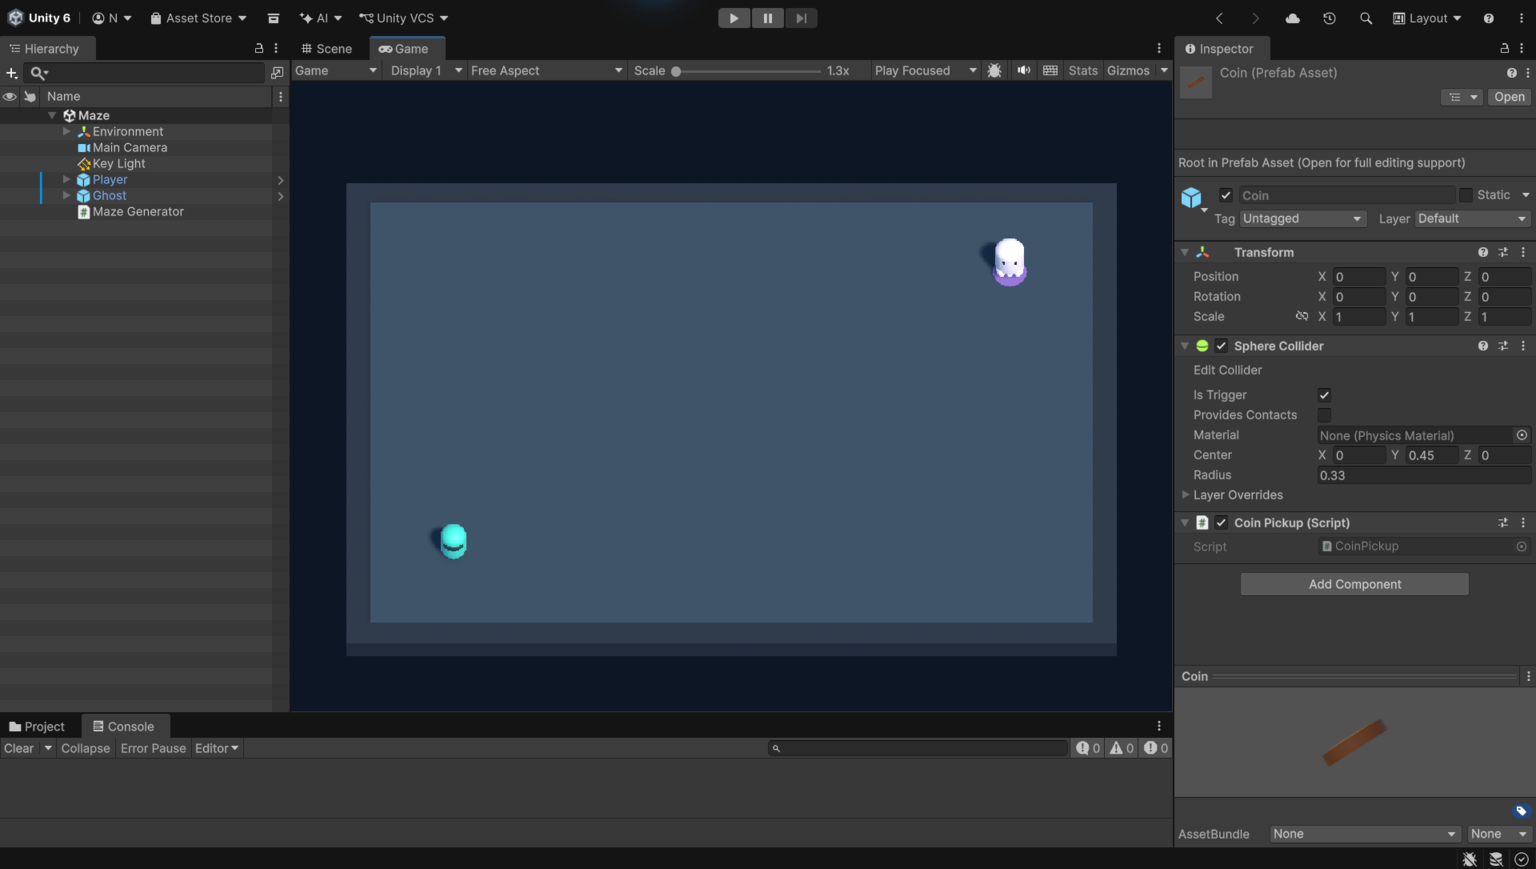 Unity 6 N Asset Store AI Unity VCS Layout
Hierarchy
Name
Maze
Environment
Main Camera
Key Light
Player
Ghost
Maze Generator
Scene Game
Game Display 1 Free Aspect Scale 1.3x Play Focused Stats Gizmos
Project Console
Clear Collapse Error Pause Editor 0 0 0
Inspector
Coin (Prefab Asset)
Open
Root in Prefab Asset (Open for full editing support)
Coin Static
Tag Untagged Layer Default
Transform
Position X 0 Y 0 Z 0
Rotation X 0 Y 0 Z 0
Scale X 1 Y 1 Z 1
Sphere Collider
Edit Collider
Is Trigger
Provides Contacts
Material None (Physics Material)
Center X 0 Y 0.45 Z 0
Radius 0.33
Layer Overrides
# Coin Pickup (Script)
Script CoinPickup
Add Component
Coin
AssetBundle None None